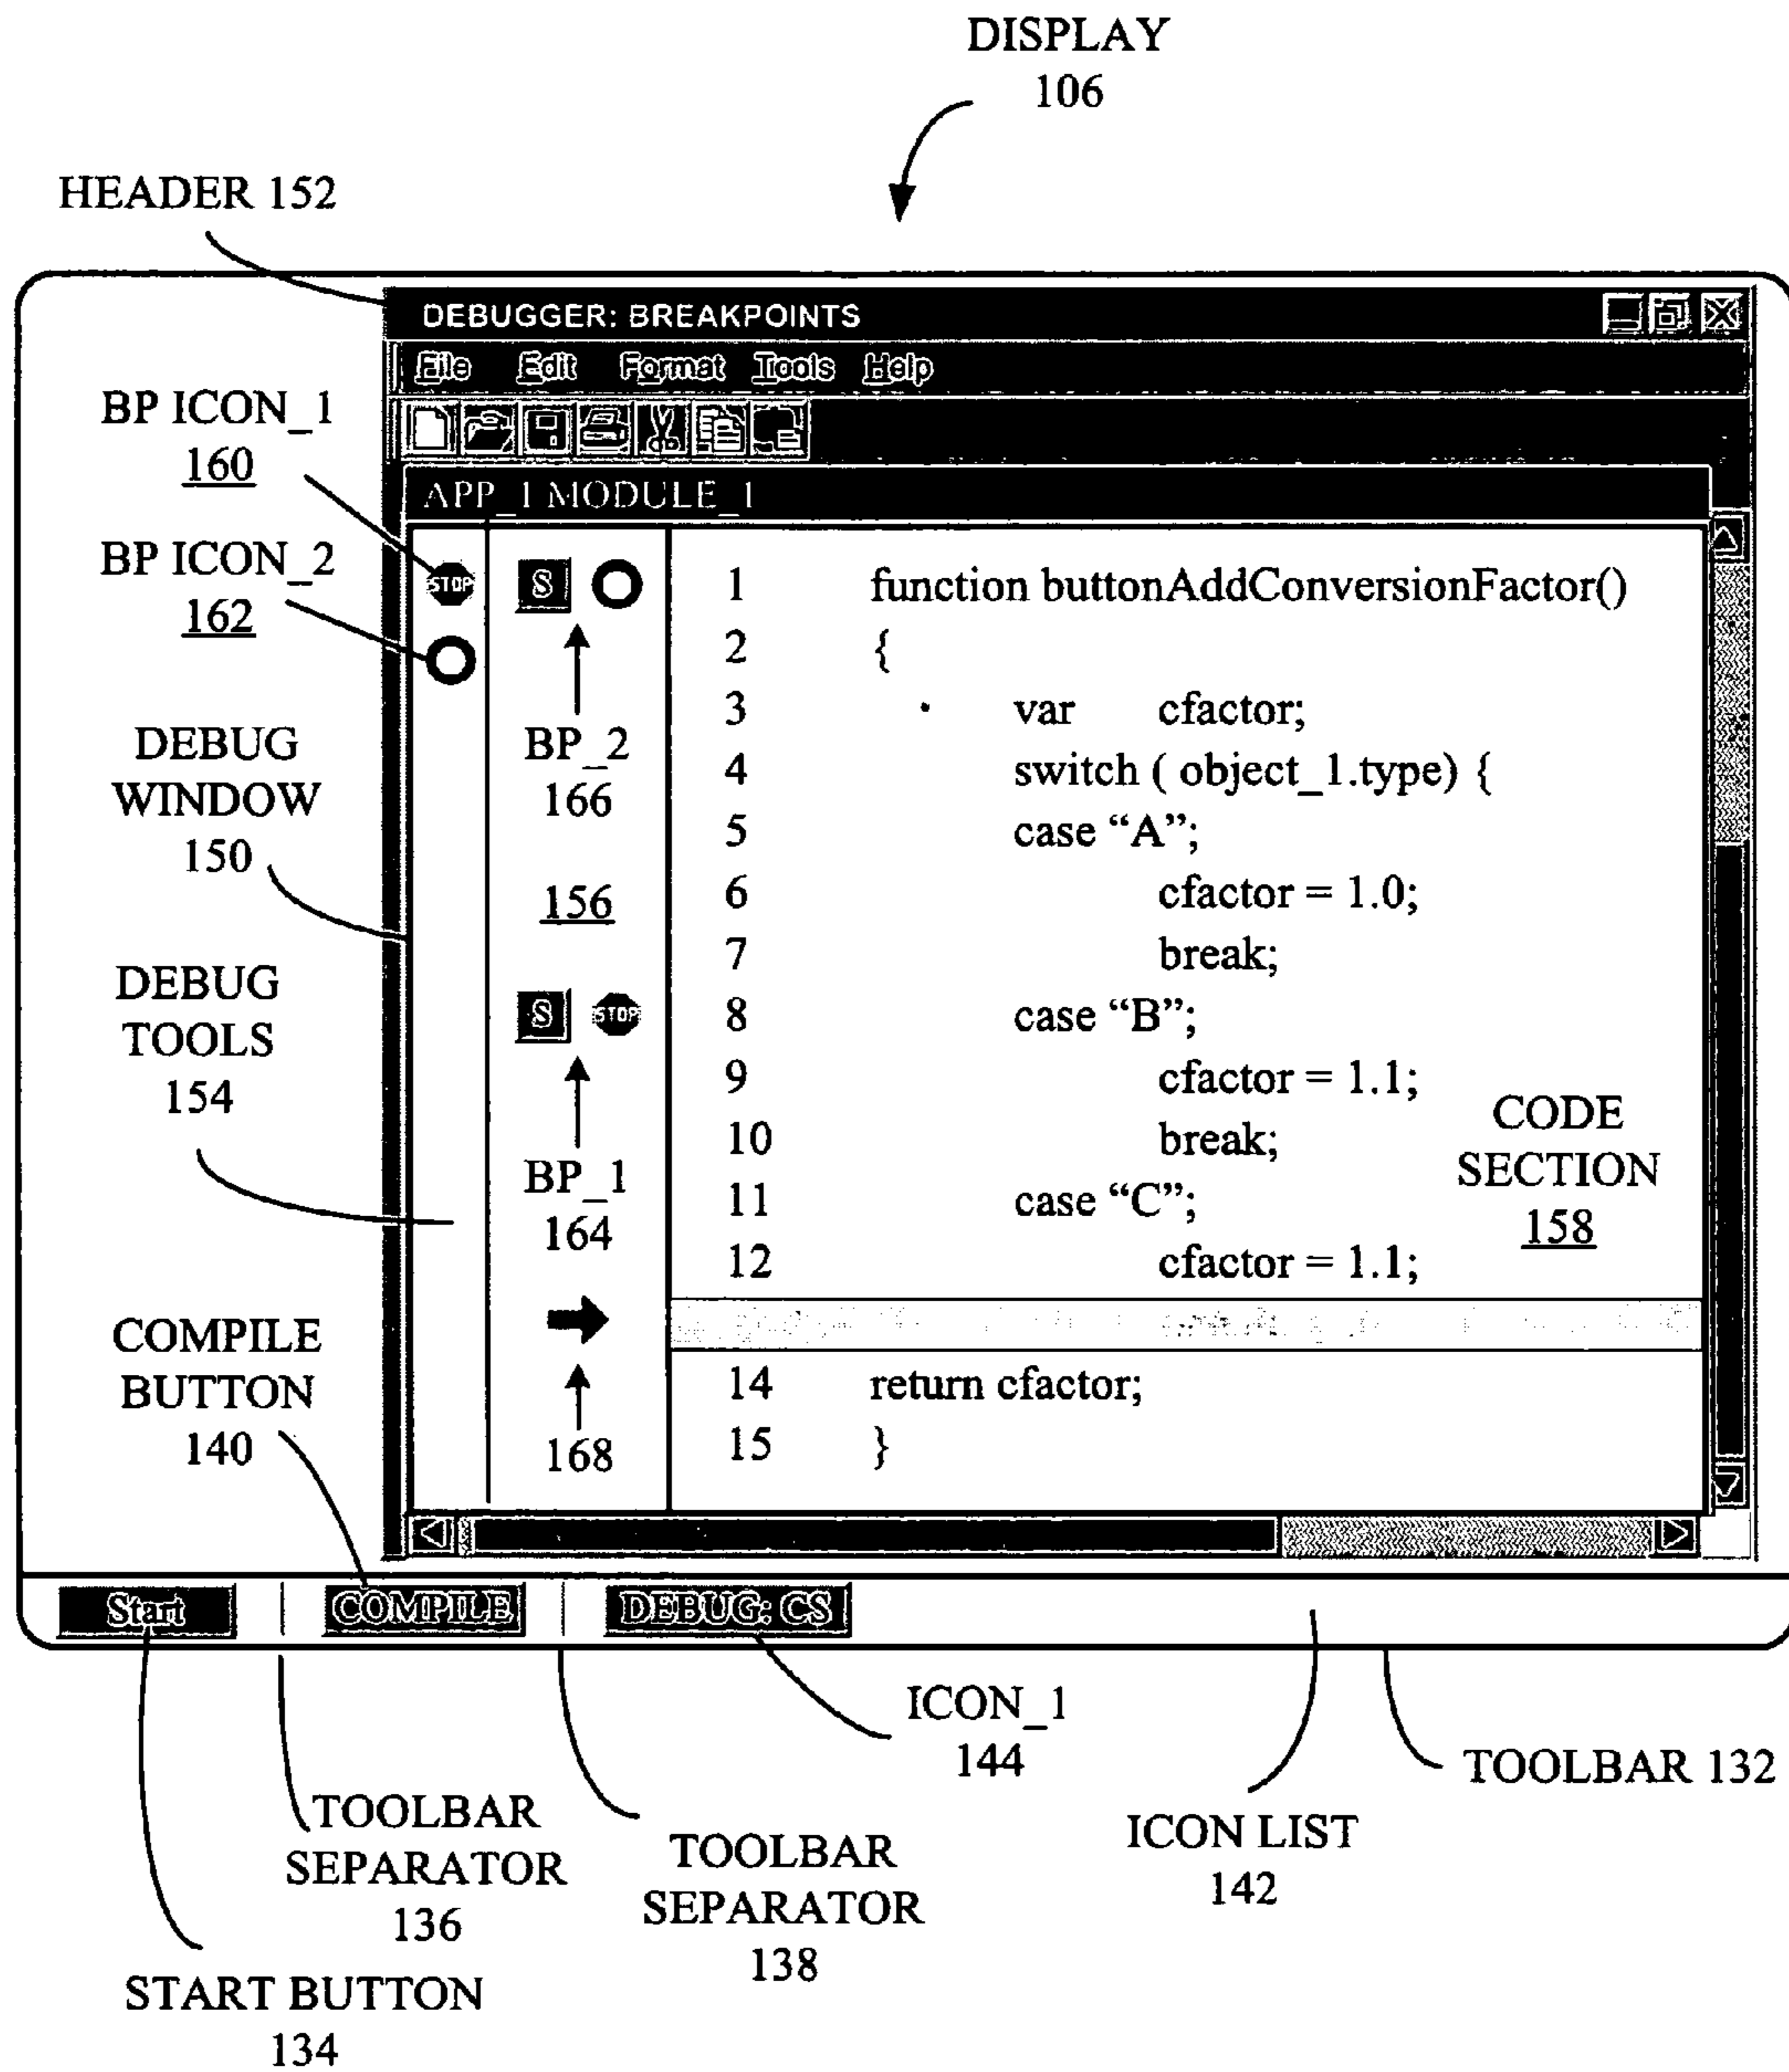 DISPLAY
106
HEADER 152
DEBUGGER: BREAKPOINTS
File Edit Format Tools Help
APP_1 MODULE_1
BP ICON_1
160
BP ICON_2
162
DEBUG
WINDOW
150
DEBUG
TOOLS
154
COMPILE
BUTTON
140
STOP
S
BP_2
166
156
S STOP
BP_1
164
168
1 function buttonAddConversionFactor()
2 {
3 var cfactor;
4 switch ( object_1.type) {
5 case “A”;
6 cfactor = 1.0;
7 break;
8 case “B”;
9 cfactor = 1.1;
10 break;
11 case “C”;
12 cfactor = 1.1;
14 return cfactor;
15 }
CODE
SECTION
158
Start COMPILE DEBUG: CS
ICON_1
144
TOOLBAR 132
ICON LIST
142
TOOLBAR
SEPARATOR
136
TOOLBAR
SEPARATOR
138
START BUTTON
134